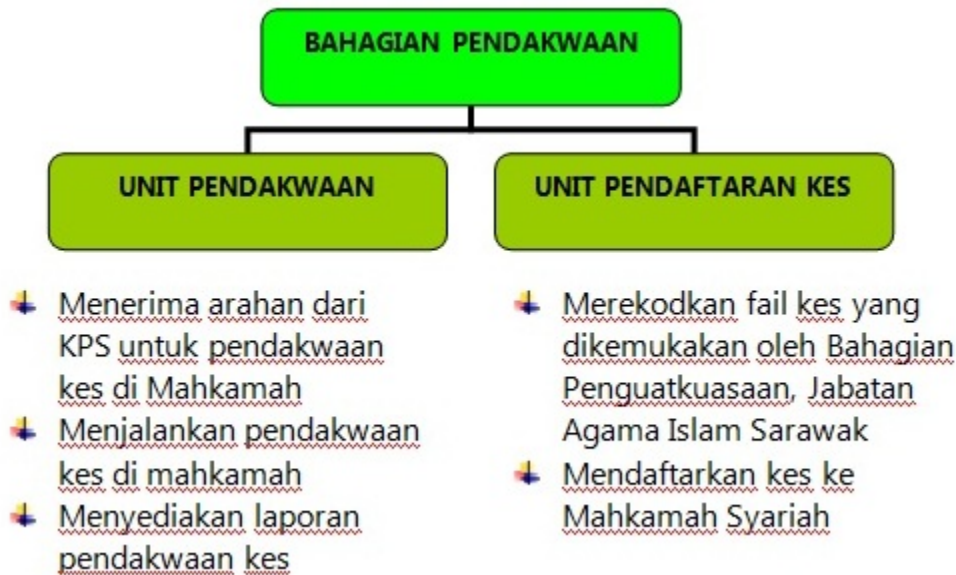 BAHAGIAN PENDAKWAAN
UNIT PENDAKWAAN
Menerima arahan dari
KPS untuk pendakwaan
kes di Mahkamah
Menjalankan pendakwaan
kes di mahkamah
Menyediakan laporan
pendakwaan kes
UNIT PENDAFTARAN KES
Merekodkan fail kes yang
dikemukakan oleh Bahagian
Penguatkuasaan, Jabatan
Agama Islam Sarawak
Mendaftarkan kes ke
Mahkamah Syariah